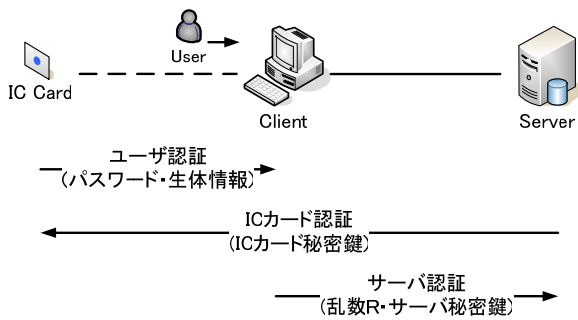 User
IC Card
Client
Server
ユーザ認証
(パスワード・生体情報)
ICカード認証
(ICカード秘密鍵)
サーバ認証
(乱数R・サーバ秘密鍵)